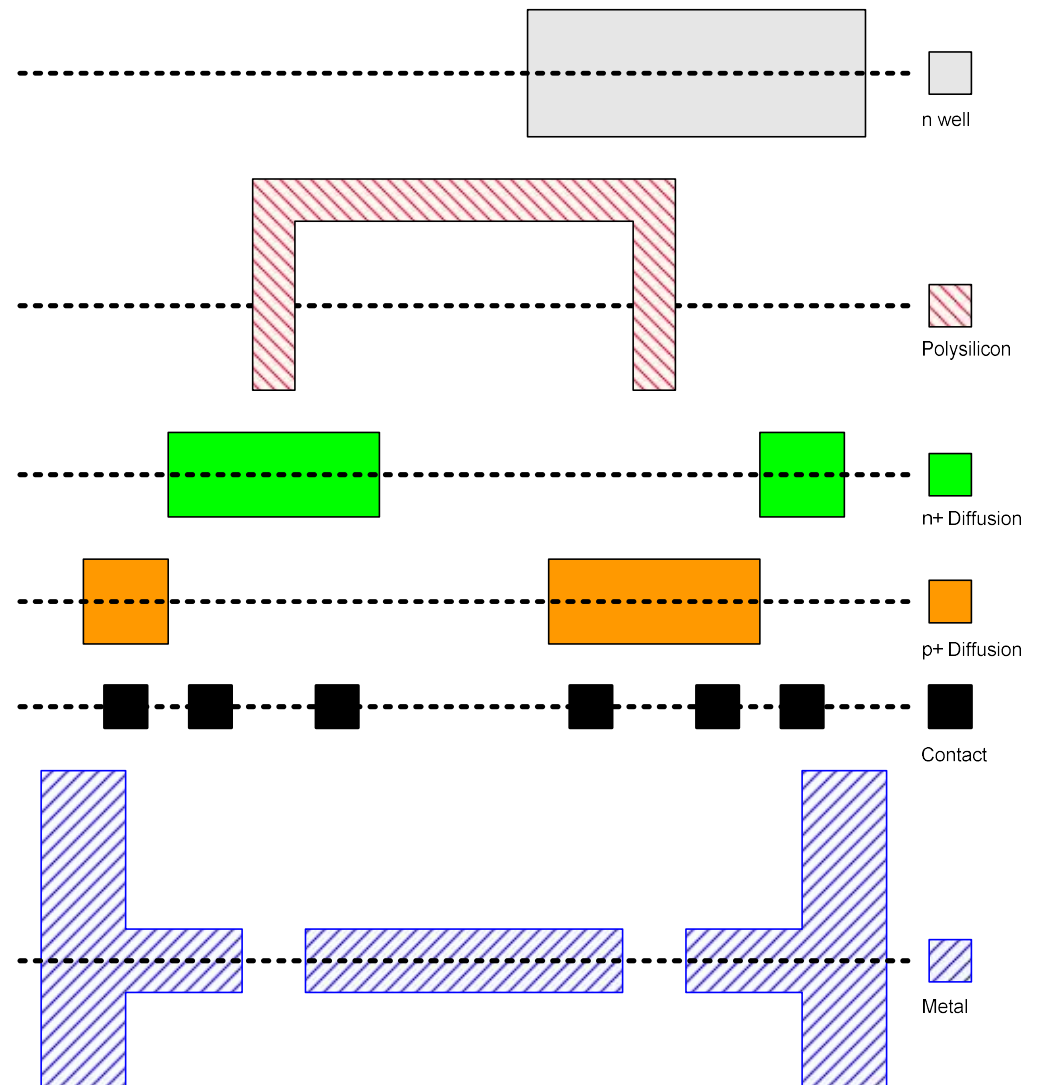 n well
Polysilicon
n+ Diffusion
p+ Diffusion
Contact
Metal